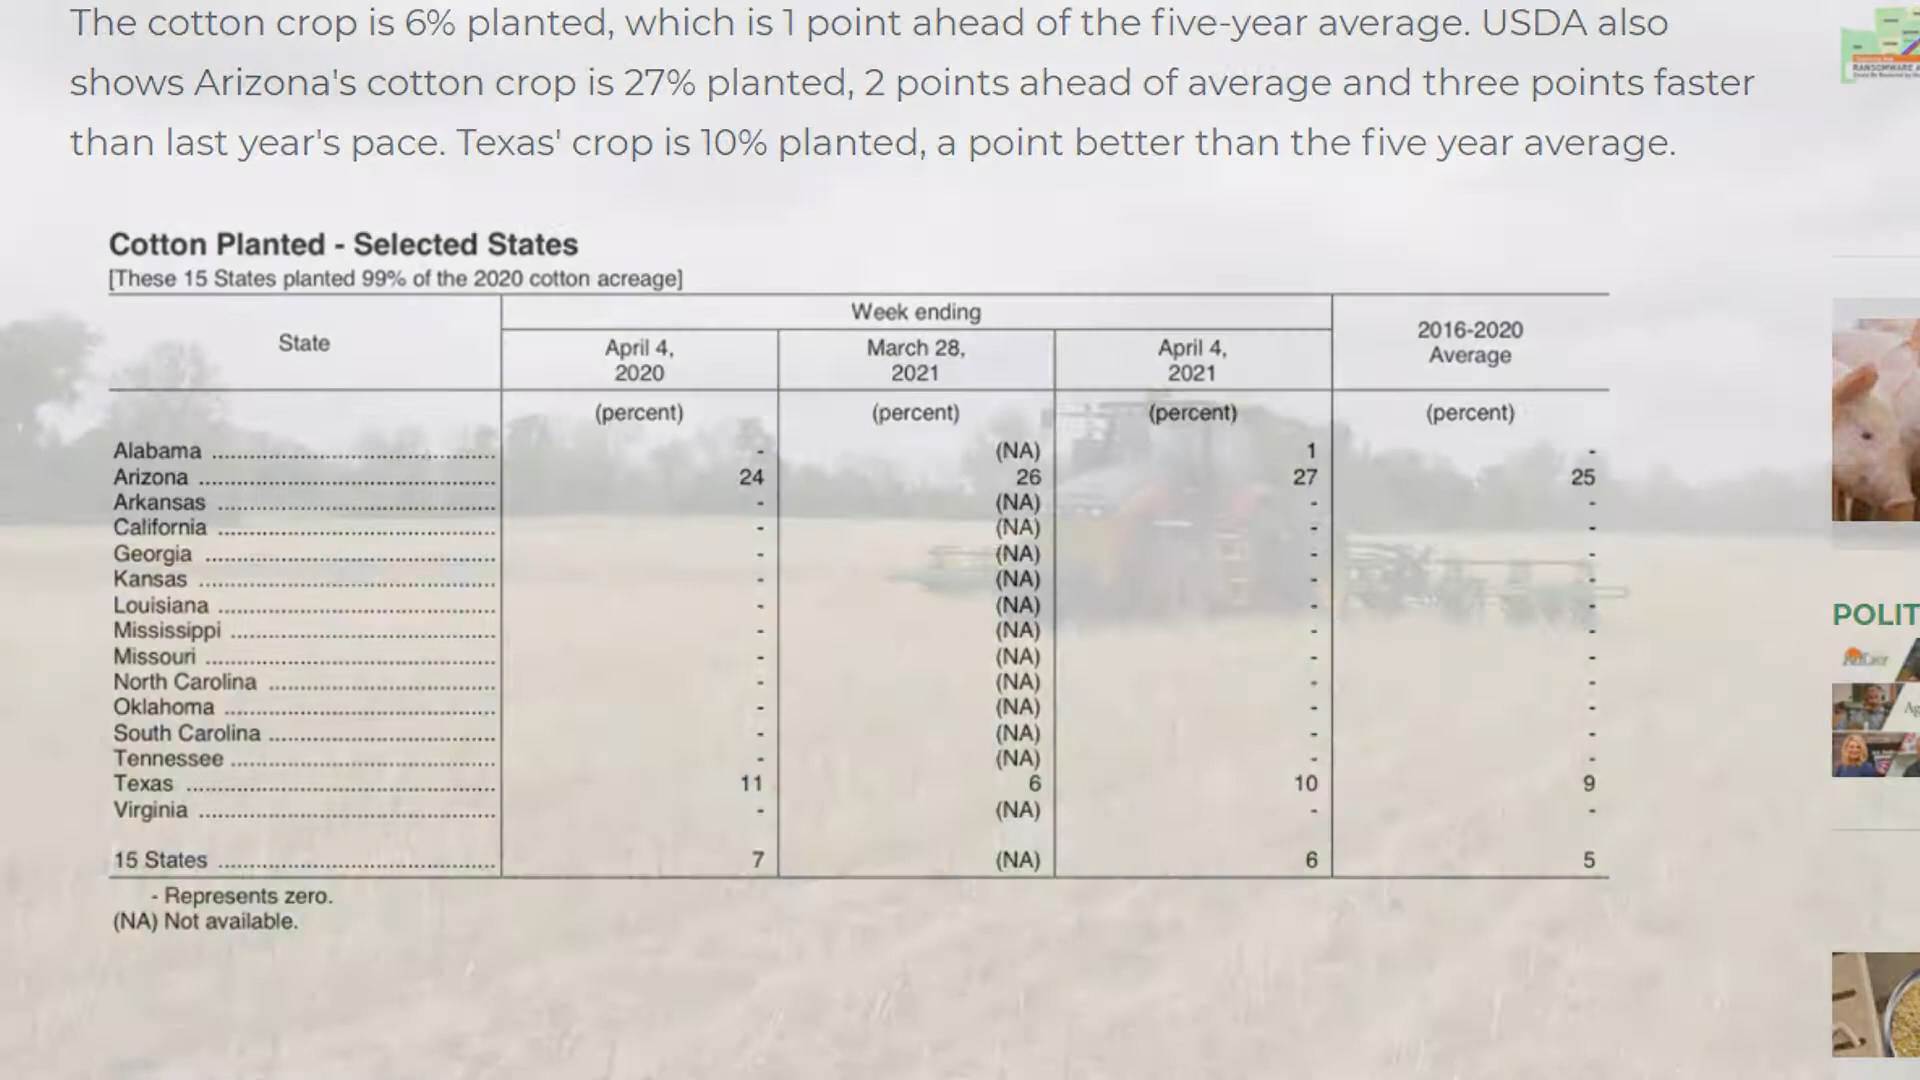 The cotton crop is 6% planted, which is 1 point ahead of the five-year average. USDA also
shows Arizona's cotton crop is 27% planted, 2 points ahead of average and three points faster
than last year's pace. Texas' crop is 10% planted, a point better than the five year average.
Cotton Planted - Selected States
[These 15 States planted 99% of the 2020 cotton acreage]
State
Week ending
2016-2020
Average
April 4,
2020
March 28,
2021
April 4,
2021
(percent) (percent) (percent) (percent)
Alabama - (NA) 1 -
Arizona 24 26 27 25
Arkansas - (NA) - -
California - (NA) - -
Georgia - (NA) - -
Kansas - (NA) - -
Louisiana - (NA) - -
Mississippi - (NA) - -
Missouri - (NA) - -
North Carolina - (NA) - -
Oklahoma - (NA) - -
South Carolina - (NA) - -
Tennessee - (NA) - -
Texas 11 6 10 9
Virginia - (NA) - -
15 States 7 (NA) 6 5
- Represents zero.
(NA) Not available.
RANSOMWARE A
POLIT
Ag